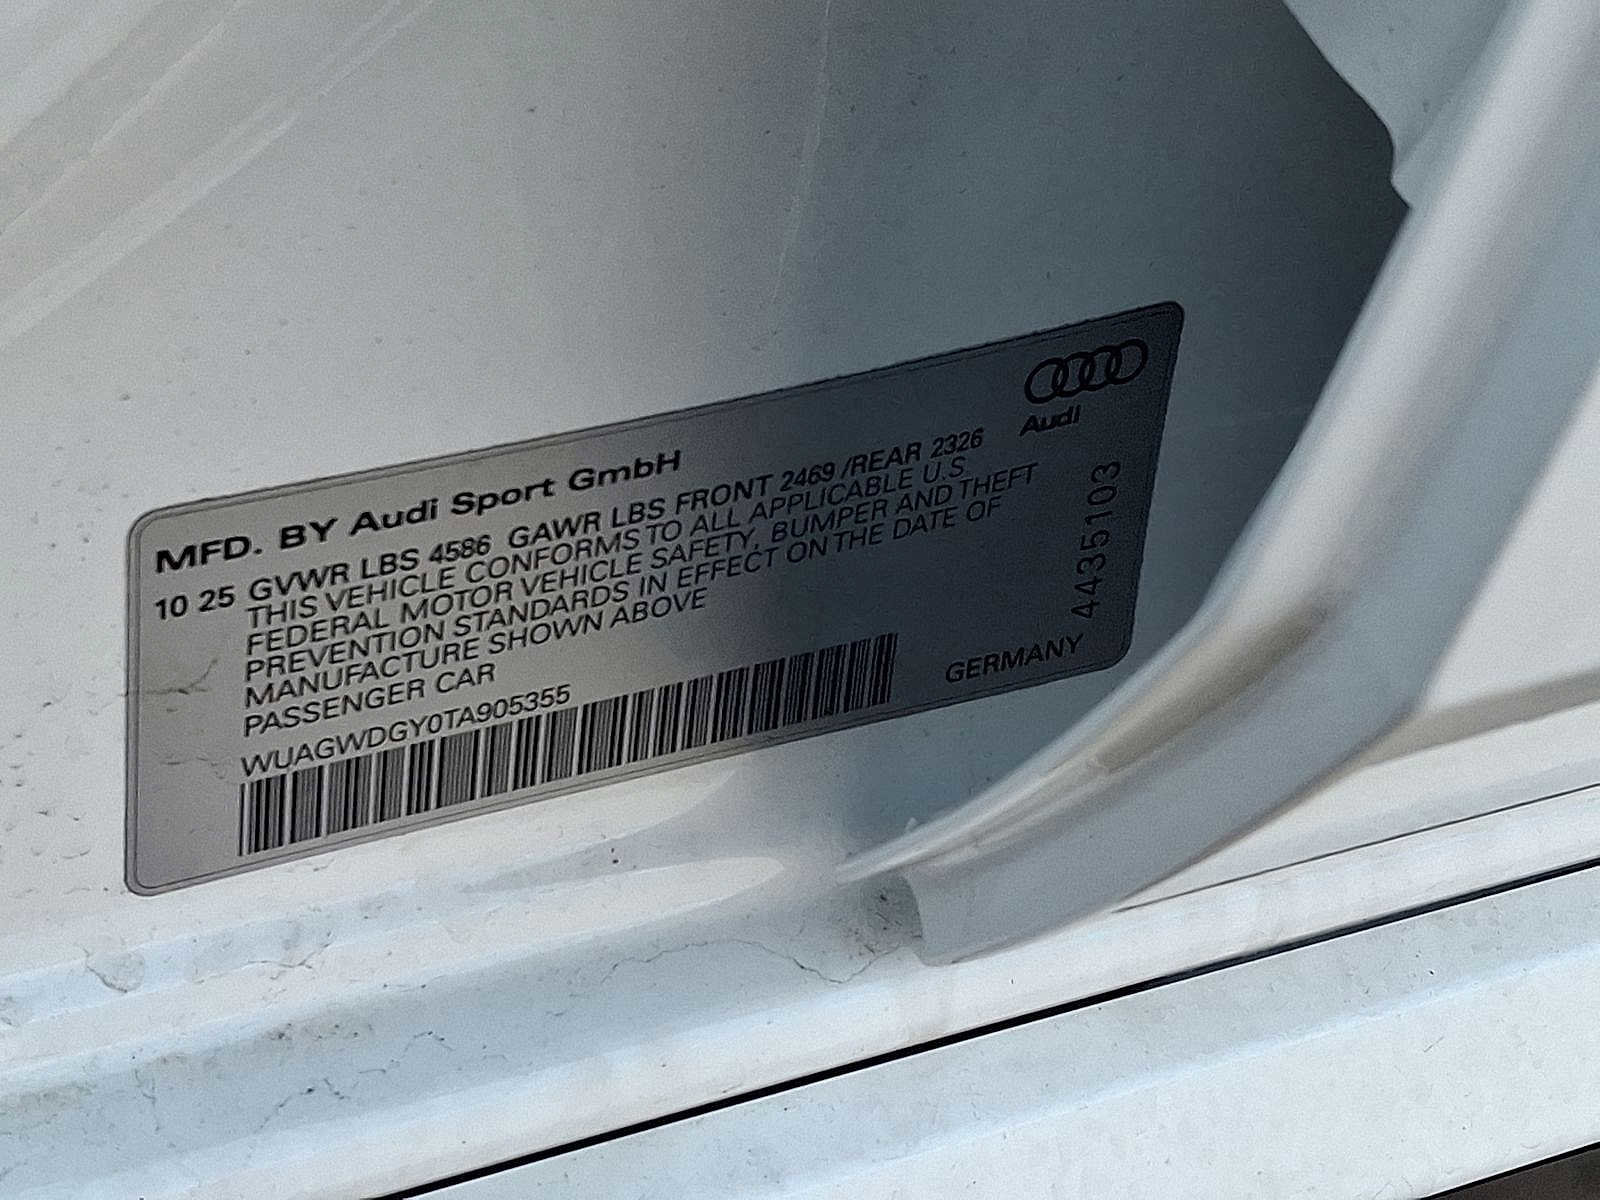 Audi
MFD. BY Audi Sport GmbH
10 25 GVWR LBS 4586 GAWR LBS FRONT 2469 /REAR 2326
THIS VEHICLE CONFORMS TO ALL APPLICABLE U.S.
FEDERAL MOTOR VEHICLE SAFETY, BUMPER AND THEFT
PREVENTION STANDARDS IN EFFECT ON THE DATE OF
MANUFACTURE SHOWN ABOVE
PASSENGER CAR
WUAGWDGY0TA905355
GERMANY
4435103